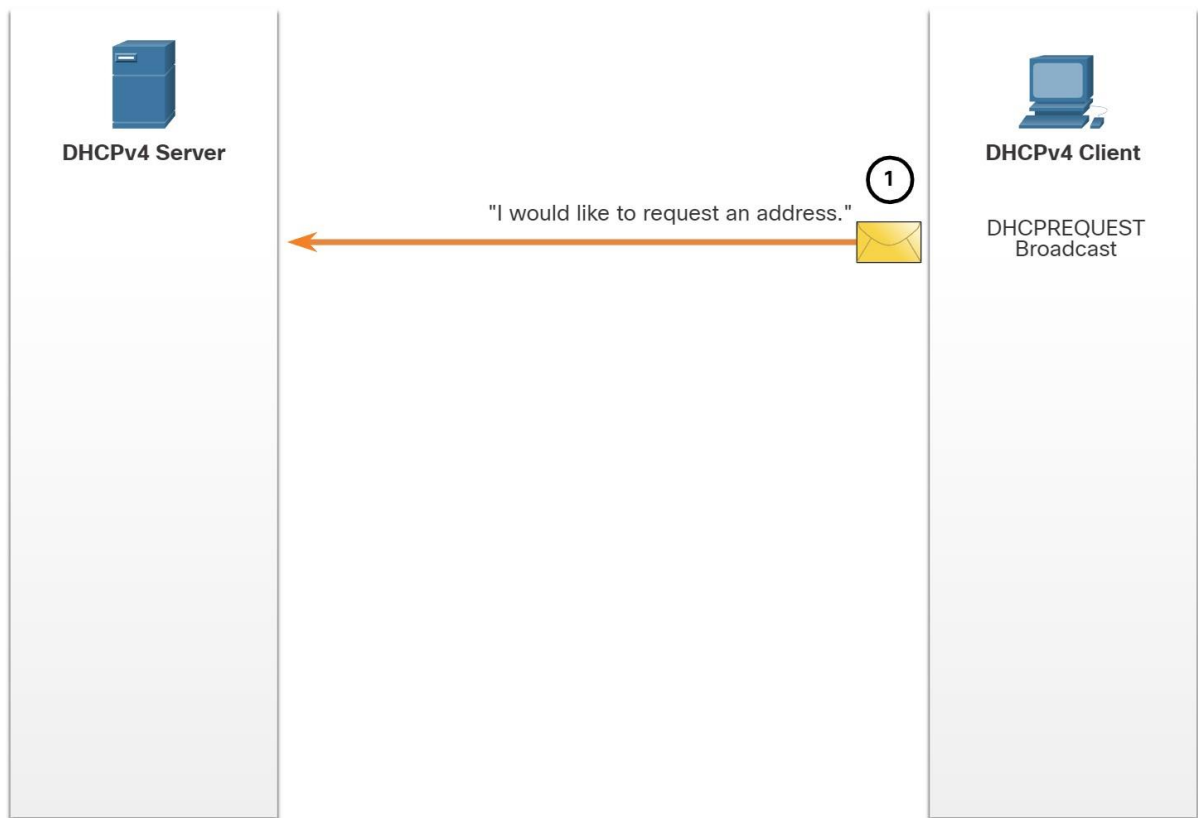 DHCPv4 Server
DHCPv4 Client
1
"I would like to request an address."
DHCPREQUEST
Broadcast